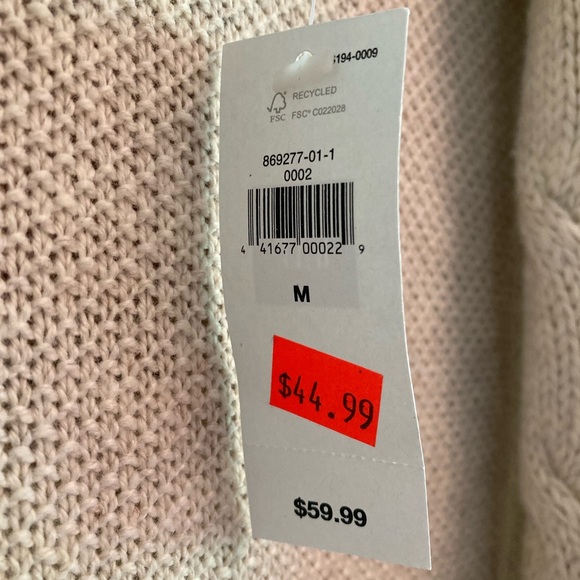 194-0009
RECYCLED
FSC
FSC® C022028
869277-01-1
0002
4 41677 00022 9
M
$44.99
$59.99